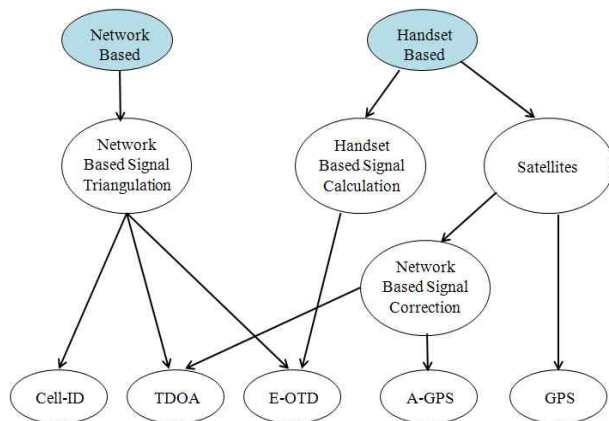 Network
Based
Handset
Based
Network
Based Signal
Triangulation
Handset
Based Signal
Calculation
Satellites
Network
Based Signal
Correction
Cell-ID
TDOA
E-OTD
A-GPS
GPS